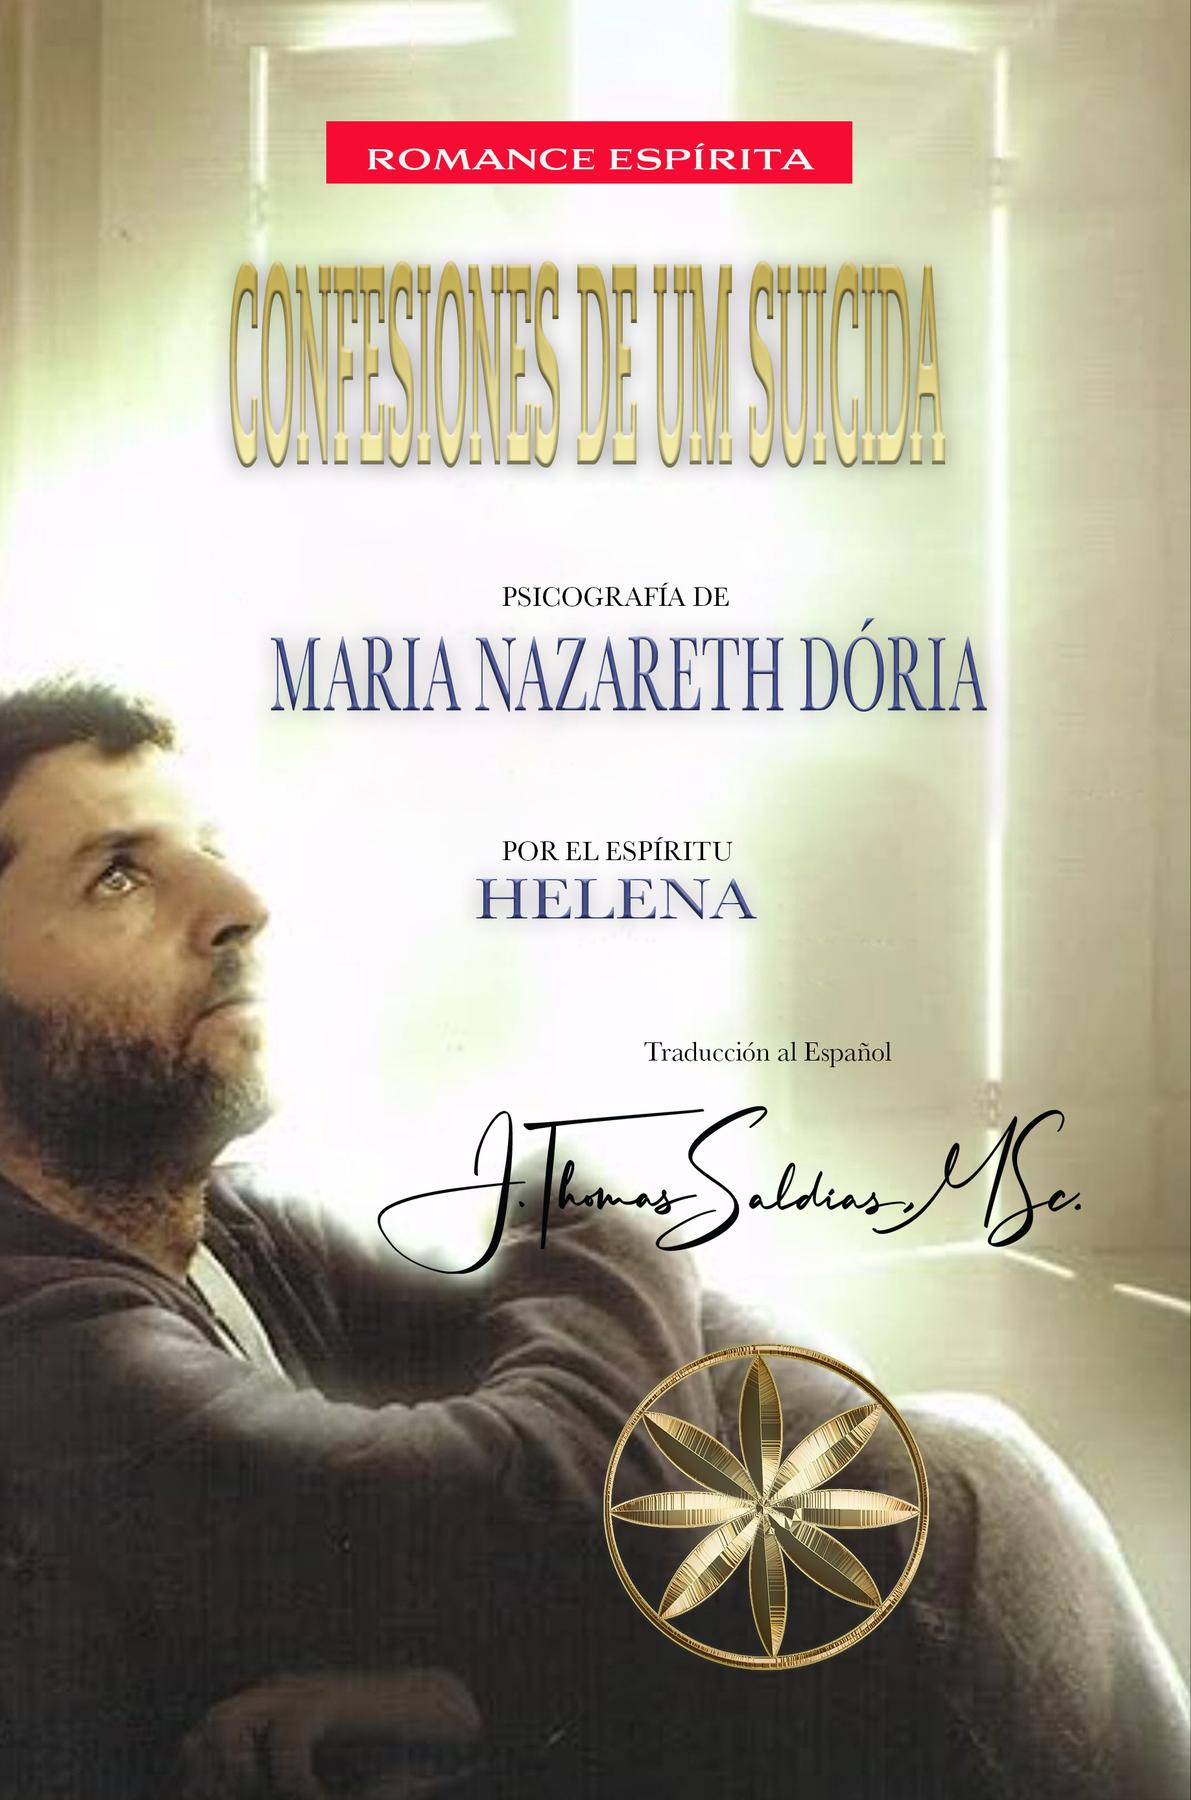 ROMANCE ESPÍRITA
CONFESIONES DE UM SUICIDA
PSICOGRAFÍA DE
MARIA NAZARETH DÓRIA
POR EL ESPÍRITU
HELENA
Traducción al Español
J.Thomas Saldias, MSc.